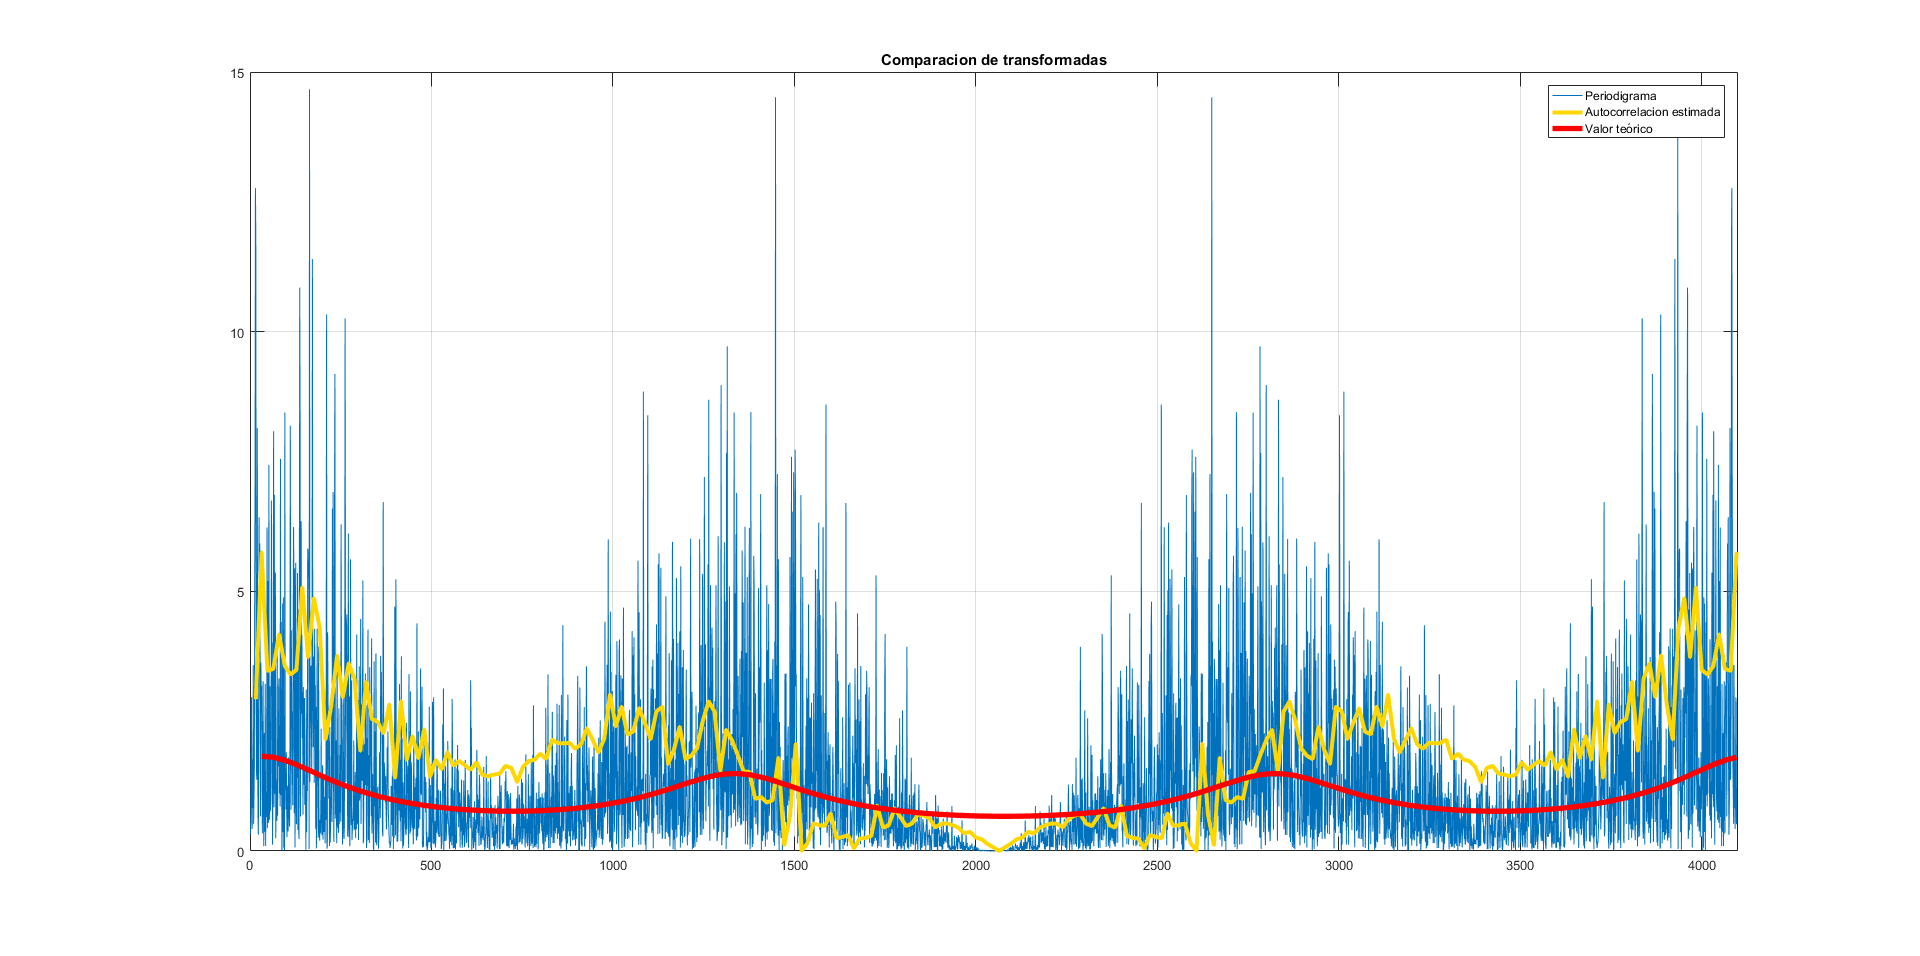 Comparacion de transformadas
15
10
5
0
Periodigrama
Autocorrelacion estimada
Valor teórico
0 500 1000 1500 2000 2500 3000 3500 4000